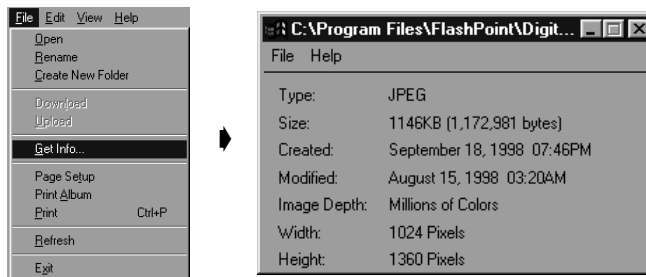 File Edit View Help
Open
Rename
Create New Folder
Download
Upload
Get Info...
Page Setup
Print Album
Print Ctrl+P
Refresh
Exit
C:\Program Files\FlashPoint\Digit...
File Help
Type: JPEG
Size: 1146KB (1,172,981 bytes)
Created: September 18, 1998 07:46PM
Modified: August 15, 1998 03:20AM
Image Depth: Millions of Colors
Width: 1024 Pixels
Height: 1360 Pixels